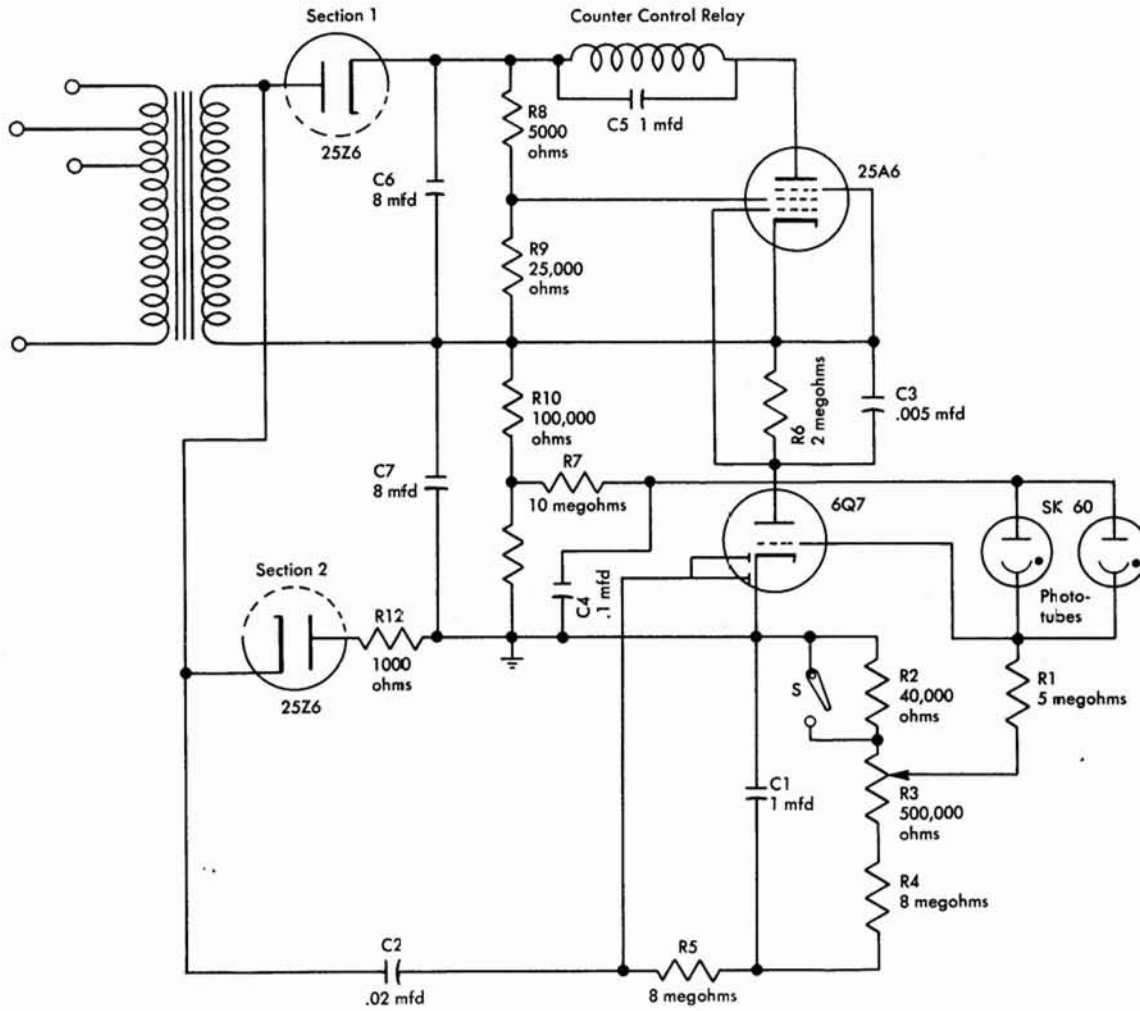 Section 1
Counter Control Relay
25Z6
R8
5000
ohms
C5 1 mfd
25A6
C6
8 mfd
R9
25,000
ohms
R10
100,000
ohms
R6
2 megohms
C3
.005 mfd
C7
8 mfd
R7
10 megohms
6Q7
SK 60
Photo-
tubes
C4
.1 mfd
Section 2
25Z6
R12
1000
ohms
S
R2
40,000
ohms
R1
5 megohms
C1
1 mfd
R3
500,000
ohms
R4
8 megohms
C2
.02 mfd
R5
8 megohms